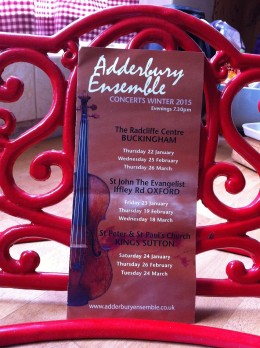 Adderbury
Ensemble
CONCERTS WINTER 2015
Evenings 7.30pm
The Radcliffe Centre
BUCKINGHAM
Thursday 22 January
Wednesday 25 February
Thursday 26 March
St John The Evangelist
Iffley Rd OXFORD
Friday 23 January
Thursday 19 February
Wednesday 18 March
St Peter & St Paul's Church
KINGS SUTTON
Saturday 24 January
Thursday 26 February
Tuesday 24 March
www.adderburyensemble.co.uk